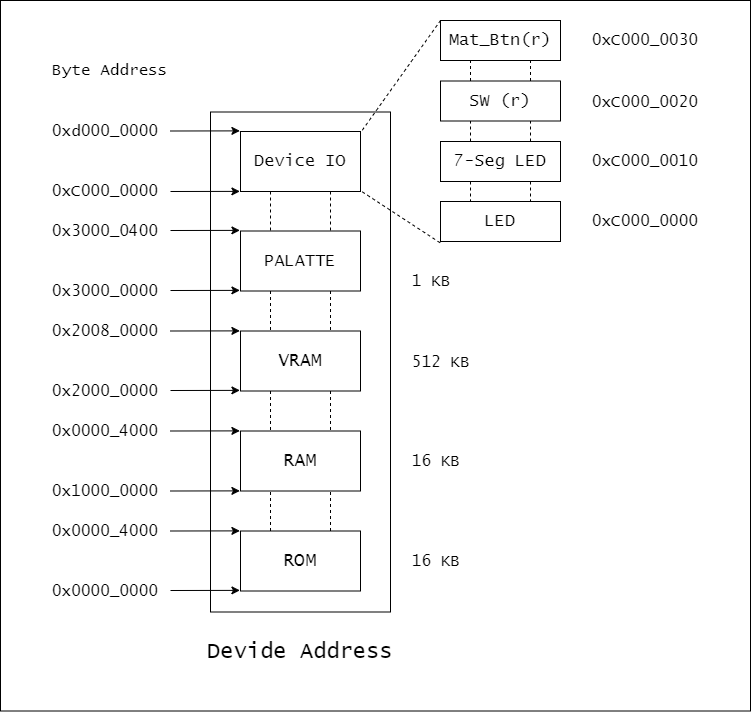 Mat_Btn(r) 0xC000_0030
Byte Address
SW (r) 0xC000_0020
0xd000_0000
Device IO
7-Seg LED 0xC000_0010
0xC000_0000
LED 0xC000_0000
0x3000_0400
PALATTE
1 KB
0x3000_0000
0x2008_0000
VRAM
512 KB
0x2000_0000
0x0000_4000
RAM
16 KB
0x1000_0000
0x0000_4000
ROM
16 KB
0x0000_0000
Devide Address